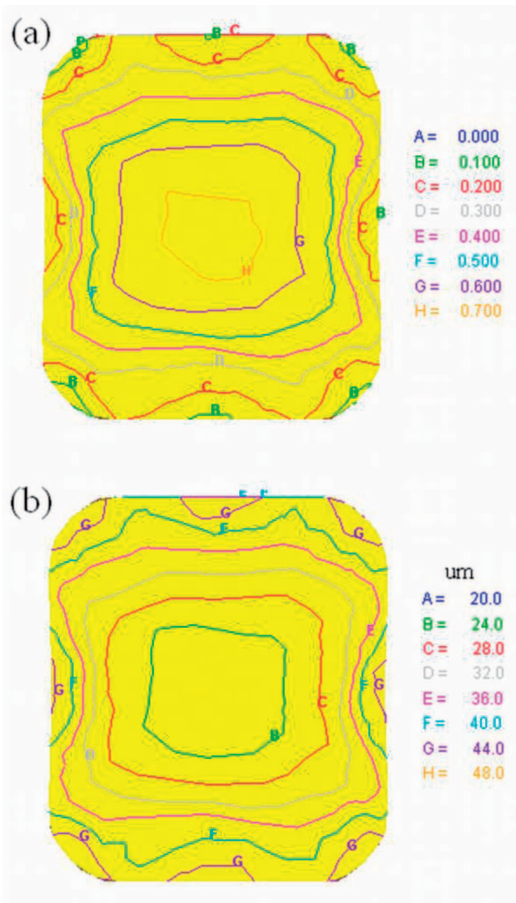 (a)
B C
B
B
B
C
C
C
D
E
C
D
B
C
G
H
F
D
C
C
C
B
B
B
A = 0.000
B = 0.100
C = 0.200
D = 0.300
E = 0.400
F = 0.500
G = 0.600
H = 0.700
(b)
G
G
G
F
E
G
F
F
G
C
B
F
G
G
G
um
A = 20.0
B = 24.0
C = 28.0
D = 32.0
E = 36.0
F = 40.0
G = 44.0
H = 48.0